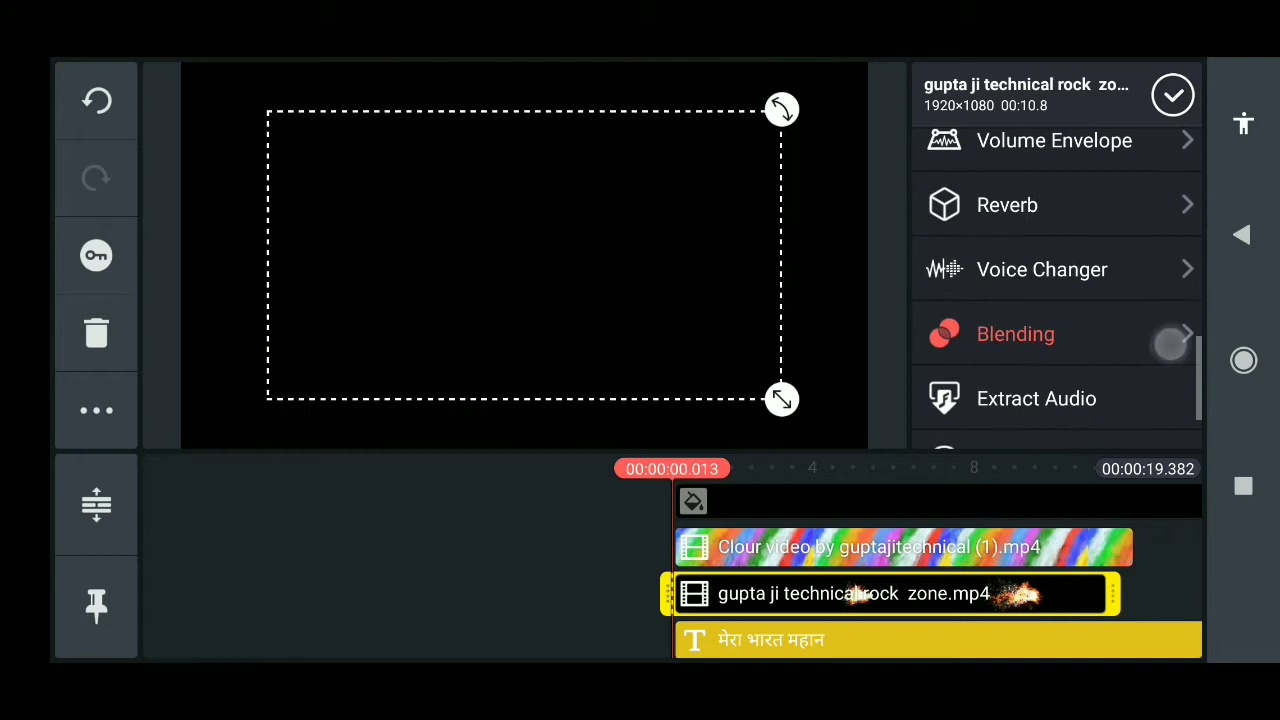 gupta ji technical rock zo...
1920×1080 00:10.8
Volume Envelope
Reverb
Voice Changer
Blending
Extract Audio
00:00:00.013
4
8
00:00:19.382
Clour video by guptajitechnical (1).mp4
gupta ji technical rock zone.mp4
T मेरा भारत महान